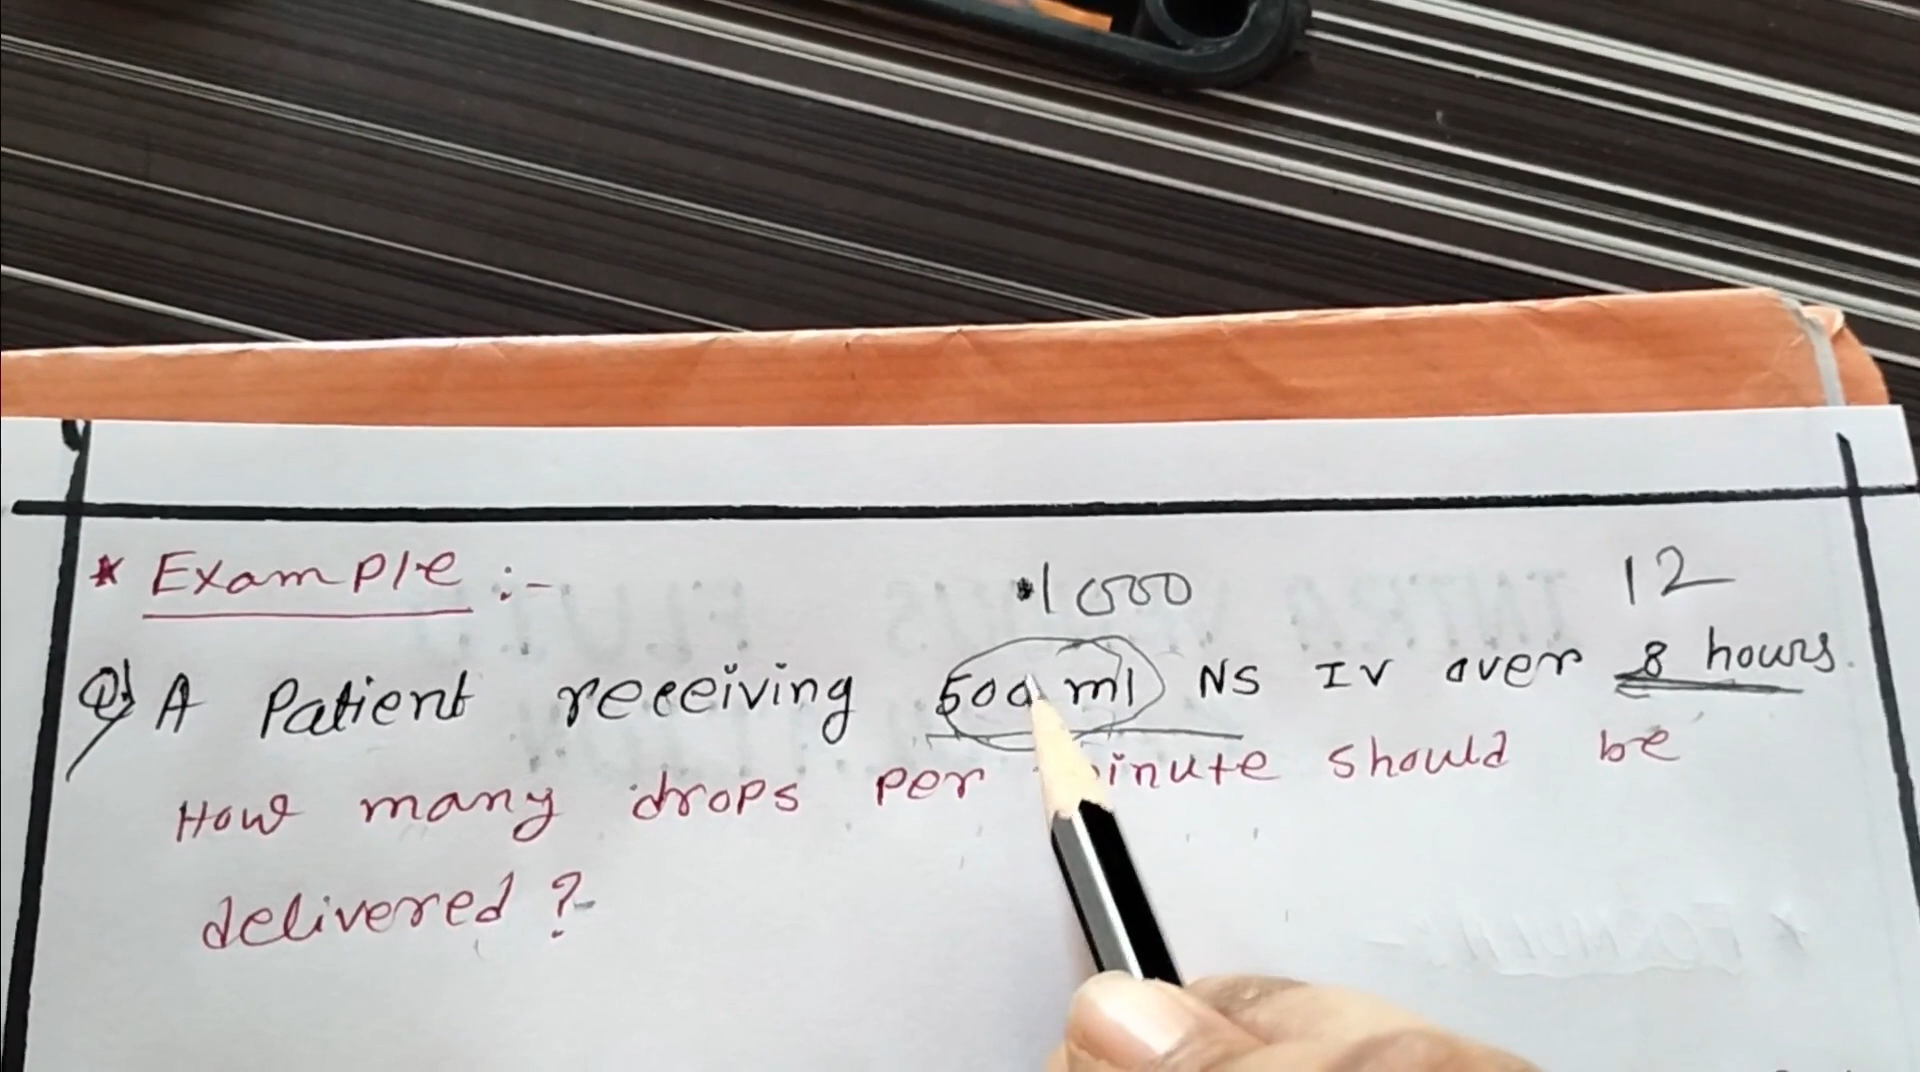 * Example :-
1000 12
Q) A Patient receiving 500 ml NS IV over 8 hours.
How many drops per minute should be
delivered ?